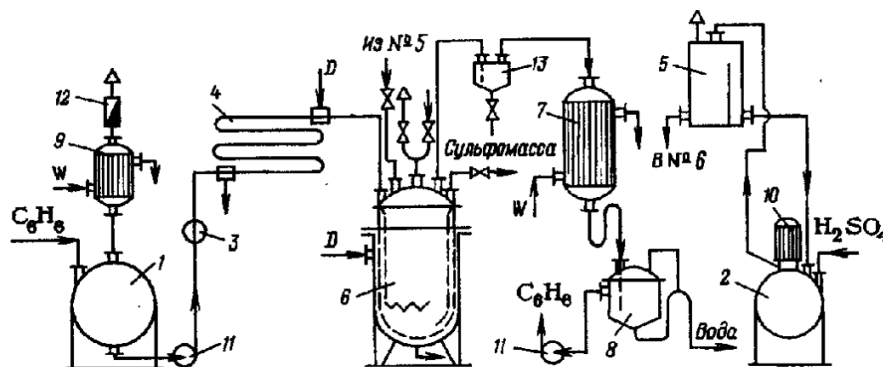 Из № 5
D
4
13
5
12
7
9
Сульфомасса
В № 6
W
W
10
C₆H₆
H₂SO₄
3
1
D
6
C₆H₆
2
11
11
8
Вода